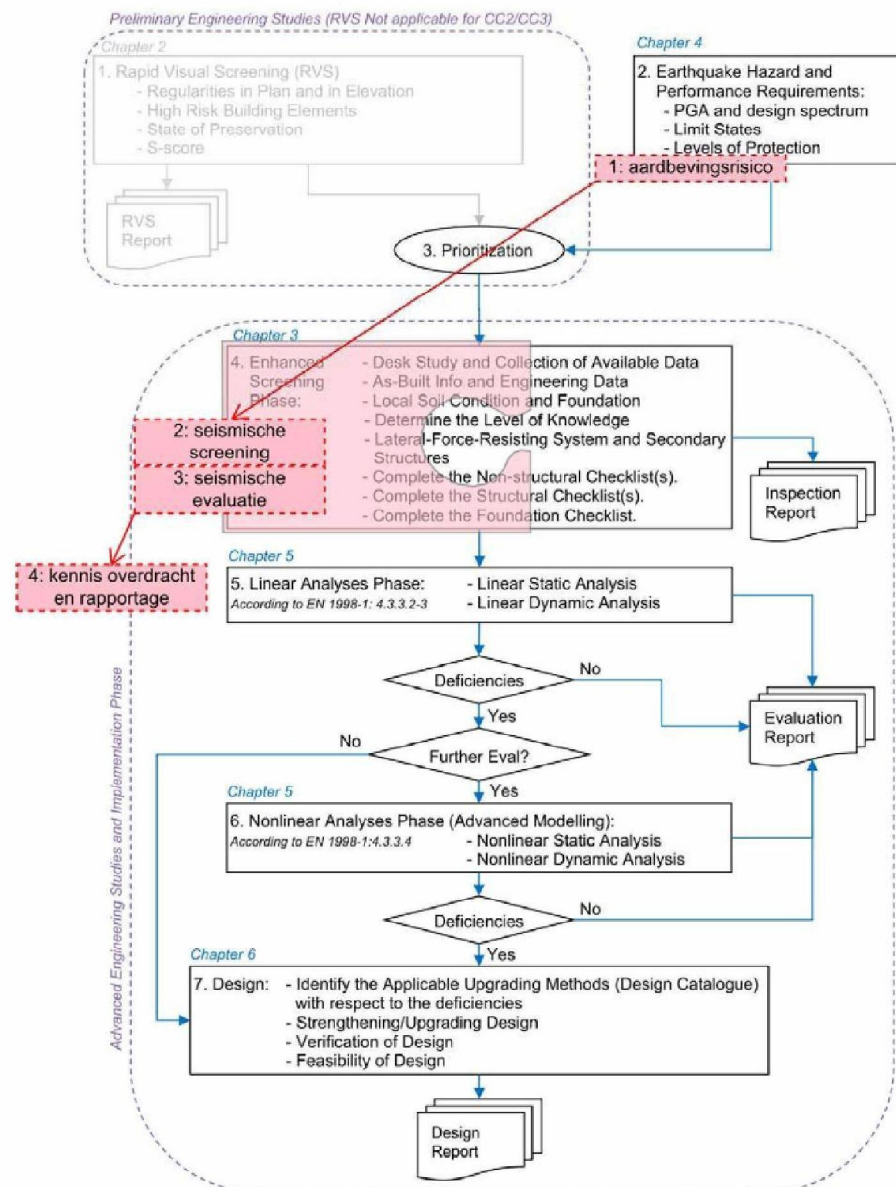 Preliminary Engineering Studies (RVS Not applicable for CC2/CC3)
Chapter 2
1. Rapid Visual Screening (RVS)
- Regularities in Plan and in Elevation
- High Risk Building Elements
- State of Preservation
- S-score
RVS
Report
Chapter 4
2. Earthquake Hazard and
Performance Requirements:
- PGA and design spectrum
- Limit States
- Levels of Protection
1: aardbevingsrisico
3. Prioritization
Chapter 3
4. Enhanced
Screening
Phase:
- Desk Study and Collection of Available Data
- As-Built Info and Engineering Data
- Local Soil Condition and Foundation
- Determine the Level of Knowledge
- Lateral-Force-Resisting System and Secondary
Structures
- Complete the Non-structural Checklist(s).
- Complete the Structural Checklist(s).
- Complete the Foundation Checklist.
2: seismische
screening
3: seismische
evaluatie
4: kennis overdracht
en rapportage
Inspection
Report
Chapter 5
5. Linear Analyses Phase:
According to EN 1998-1: 4.3.3.2-3
- Linear Static Analysis
- Linear Dynamic Analysis
Deficiencies
No
Yes
Evaluation
Report
No
Further Eval?
Yes
Chapter 5
6. Nonlinear Analyses Phase (Advanced Modelling):
According to EN 1998-1:4.3.3.4
- Nonlinear Static Analysis
- Nonlinear Dynamic Analysis
Deficiencies
No
Yes
Chapter 6
7. Design:
- Identify the Applicable Upgrading Methods (Design Catalogue)
with respect to the deficiencies
- Strengthening/Upgrading Design
- Verification of Design
- Feasibility of Design
Design
Report
Advanced Engineering Studies and Implementation Phase